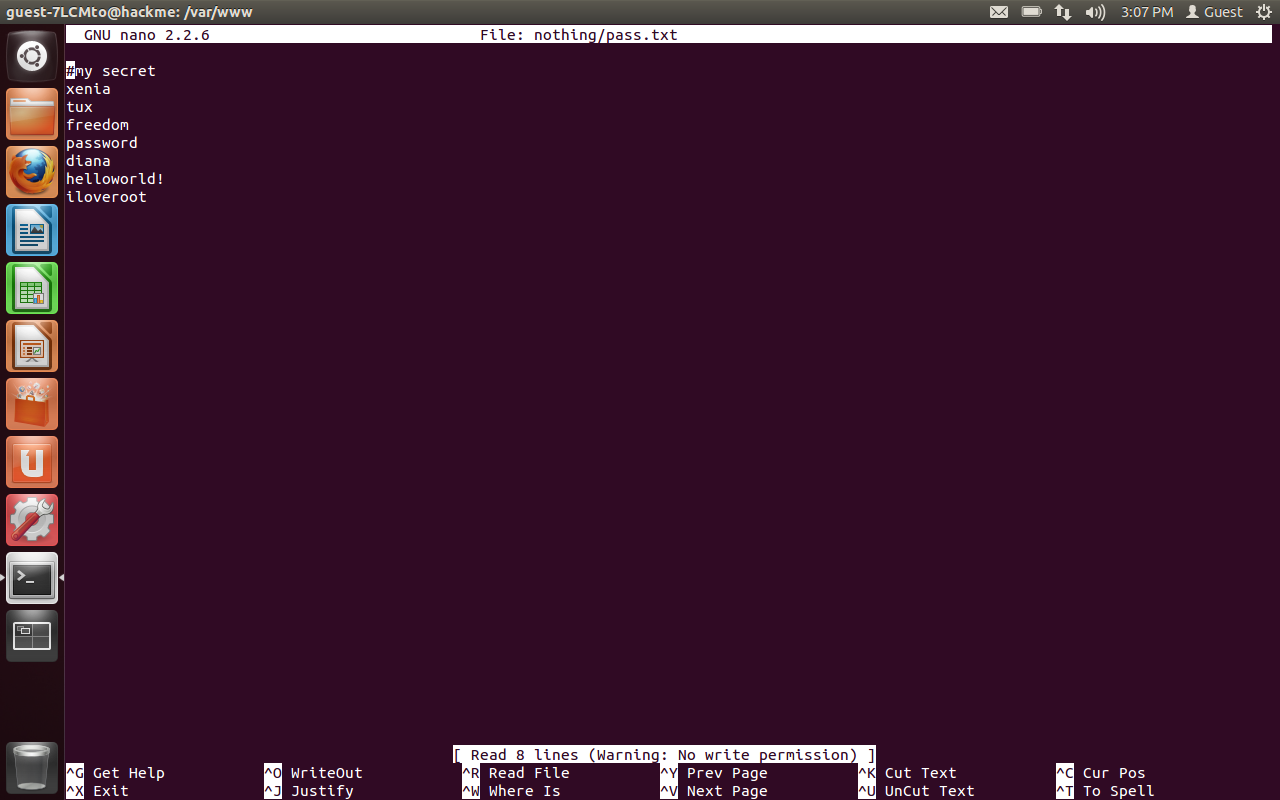 guest-7LCMto@hackme: /var/www 3:07 PM Guest
GNU nano 2.2.6 File: nothing/pass.txt
#my secret
xenia
tux
freedom
password
diana
helloworld!
iloveroot
[ Read 8 lines (Warning: No write permission) ]
^G Get Help ^O WriteOut ^R Read File ^Y Prev Page ^K Cut Text ^C Cur Pos
^X Exit ^J Justify ^W Where Is ^V Next Page ^U UnCut Text ^T To Spell